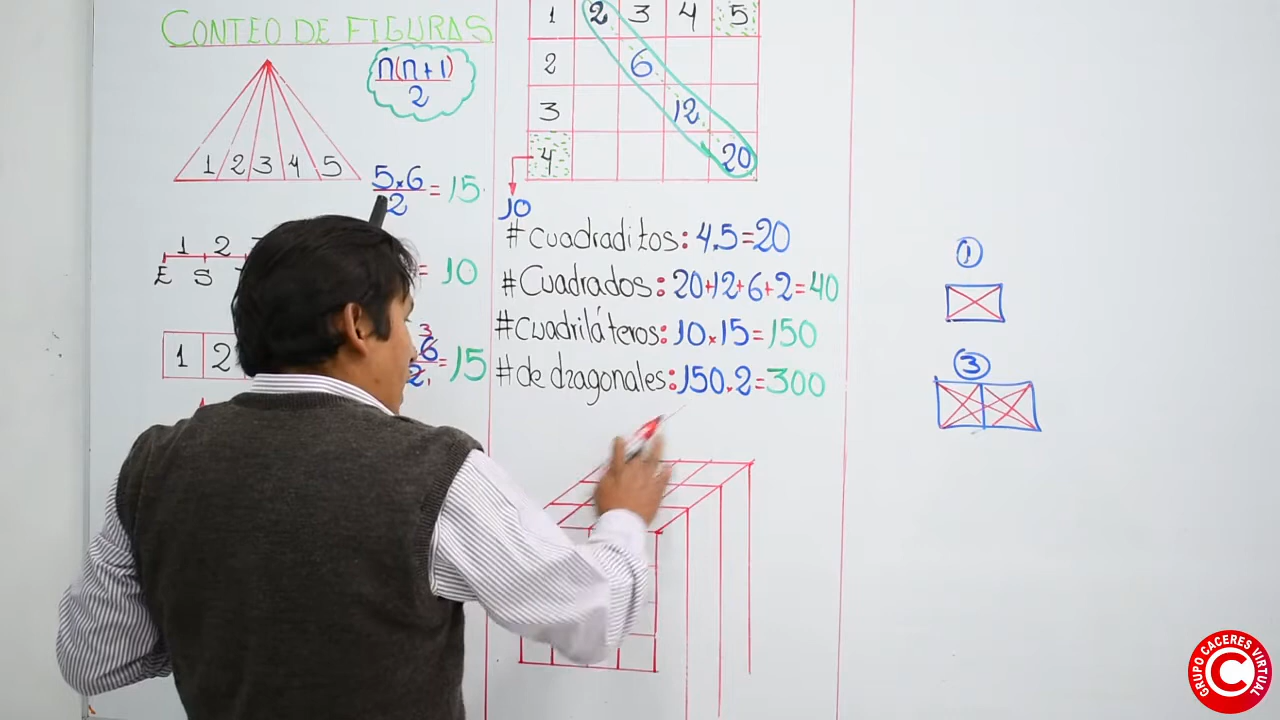 CONTEO DE FIGURAS
n(n+1)
2
1 2 3 4 5
5×6
2
=15
1 2
E S
=10
1 2
3
6
2
=15
1 2 3 4 5
2 6
3 12
4 20
10
# cuadraditos: 4.5=20
# Cuadrados: 20+12+6+2=40
# cuadriláteros: 10×15=150
# de dzagonales: 150.2=300
1
3
GRUPO CACERES VIRTUAL
C